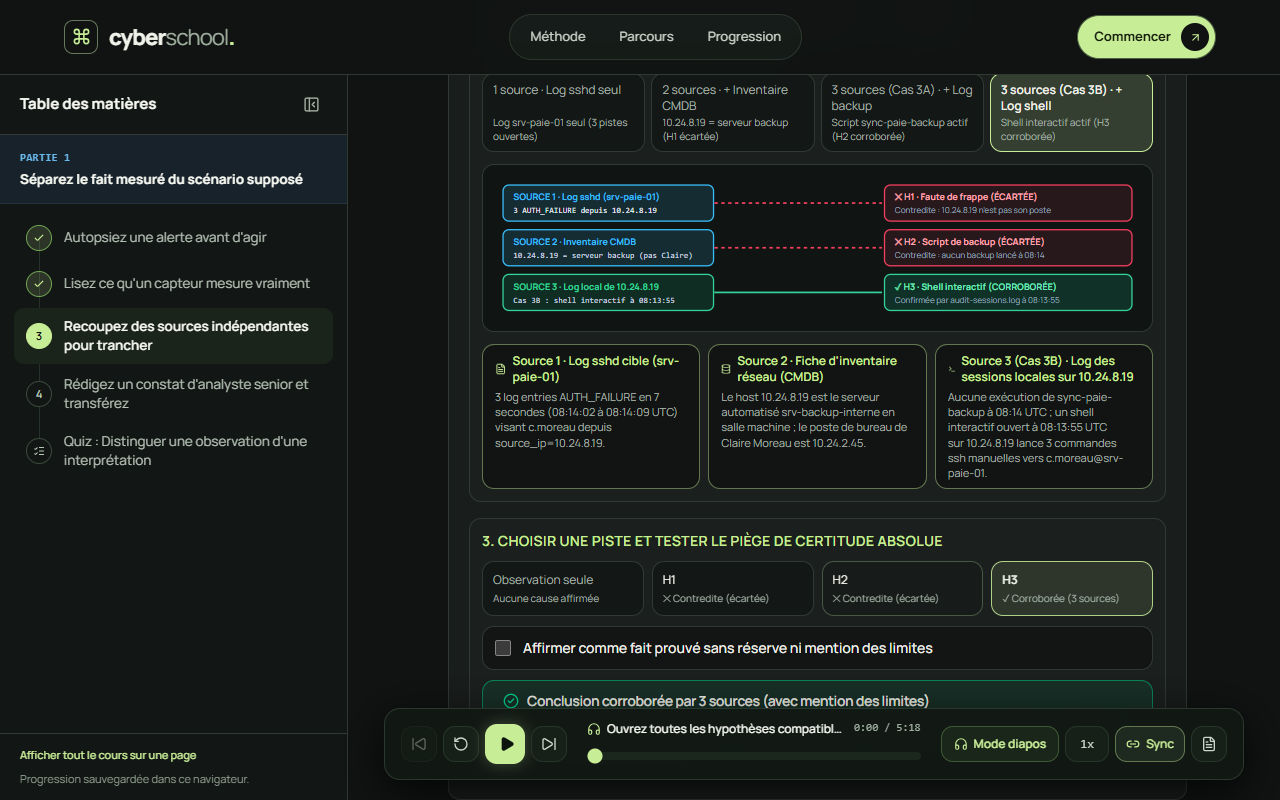 cyberschool.
Méthode
Parcours
Progression
Commencer
Table des matières
PARTIE 1
Séparez le fait mesuré du scénario supposé
Autopsiez une alerte avant d'agir
Lisez ce qu'un capteur mesure vraiment
3
Recoupez des sources indépendantes
pour trancher
4
Rédigez un constat d'analyste senior et
transférez
Quiz : Distinguer une observation d'une
interprétation
Afficher tout le cours sur une page
Progression sauvegardée dans ce navigateur.
1 source · Log sshd seul
Log srv-paie-01 seul (3 pistes
ouvertes)
2 sources · + Inventaire
CMDB
10.24.8.19 = serveur backup
(H1 écartée)
3 sources (Cas 3A) · + Log
backup
Script sync-paie-backup actif
(H2 corroborée)
3 sources (Cas 3B) · +
Log shell
Shell interactif actif (H3
corroborée)
SOURCE 1 · Log sshd (srv-paie-01)
3 AUTH_FAILURE depuis 10.24.8.19
✕ H1 · Faute de frappe (ÉCARTÉE)
Contredite : 10.24.8.19 n'est pas son poste
SOURCE 2 · Inventaire CMDB
10.24.8.19 = serveur backup (pas Claire)
✕ H2 · Script de backup (ÉCARTÉE)
Contredite : aucun backup lancé à 08:14
SOURCE 3 · Log local de 10.24.8.19
Cas 3B : shell interactif à 08:13:55
✓ H3 · Shell interactif (CORROBORÉE)
Confirmée par audit-sessions.log à 08:13:55
Source 1 · Log sshd cible (srv-
paie-01)
3 log entries AUTH_FAILURE en 7
secondes (08:14:02 à 08:14:09 UTC)
visant c.moreau depuis
source_ip=10.24.8.19.
Source 2 · Fiche d'inventaire
réseau (CMDB)
Le host 10.24.8.19 est le serveur
automatisé srv-backup-interne en
salle machine ; le poste de bureau de
Claire Moreau est 10.24.2.45.
Source 3 (Cas 3B) · Log des
sessions locales sur 10.24.8.19
Aucune exécution de sync-paie-
backup à 08:14 UTC ; un shell
interactif ouvert à 08:13:55 UTC
sur 10.24.8.19 lance 3 commandes
ssh manuelles vers c.moreau@srv-
paie-01.
3. CHOISIR UNE PISTE ET TESTER LE PIÈGE DE CERTITUDE ABSOLUE
Observation seule
Aucune cause affirmée
H1
✕ Contredite (écartée)
H2
✕ Contredite (écartée)
H3
✓ Corroborée (3 sources)
Affirmer comme fait prouvé sans réserve ni mention des limites
Conclusion corroborée par 3 sources (avec mention des limites)
Ouvrez toutes les hypothèses compatibl...
0:00 / 5:18
Mode diapos
1x
Sync